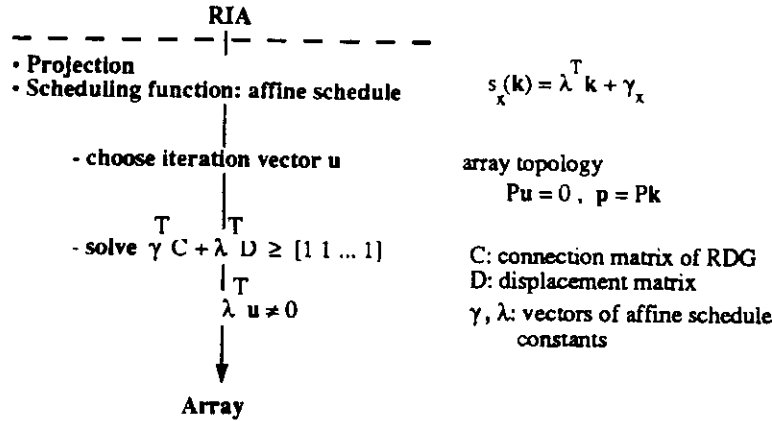 RIA
• Projection
• Scheduling function: affine schedule
s_x(k) = λ^T k + γ_x
- choose iteration vector u
array topology
Pu = 0 , p = Pk
- solve γ^T C + λ^T D ≥ [1 1 ... 1]
C: connection matrix of RDG
D: displacement matrix
λ^T u ≠ 0
γ, λ: vectors of affine schedule
constants
Array